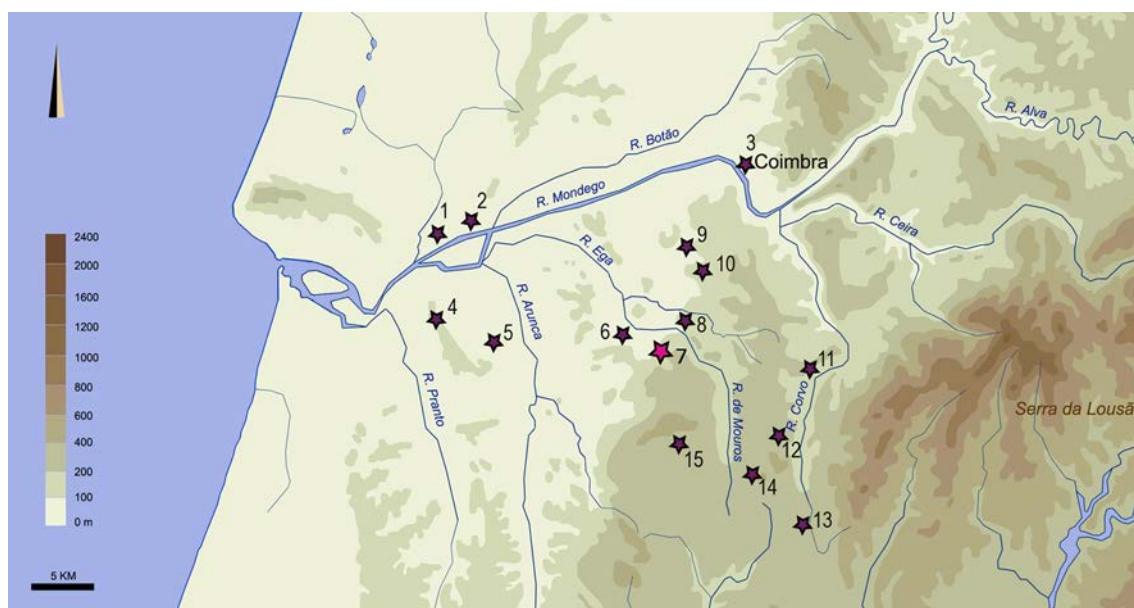 R. Alva
R. Botão
3
Coimbra
R. Mondego
2
1
R. Ceira
9
R. Ega
10
2400
2000
1600
1200
1000
800
600
400
200
100
0 m
R. Arunca
4
5
6
8
7
11
R. Pranto
R. de Mouros
R. Corvo
Serra da Lousã
12
15
14
13
5 KM